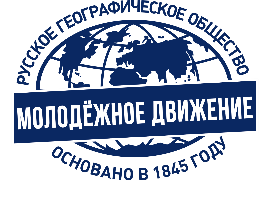 РУССКОЕ ГЕОГРАФИЧЕСКОЕ ОБЩЕСТВО
МОЛОДЁЖНОЕ ДВИЖЕНИЕ
ОСНОВАНО В 1845 ГОДУ